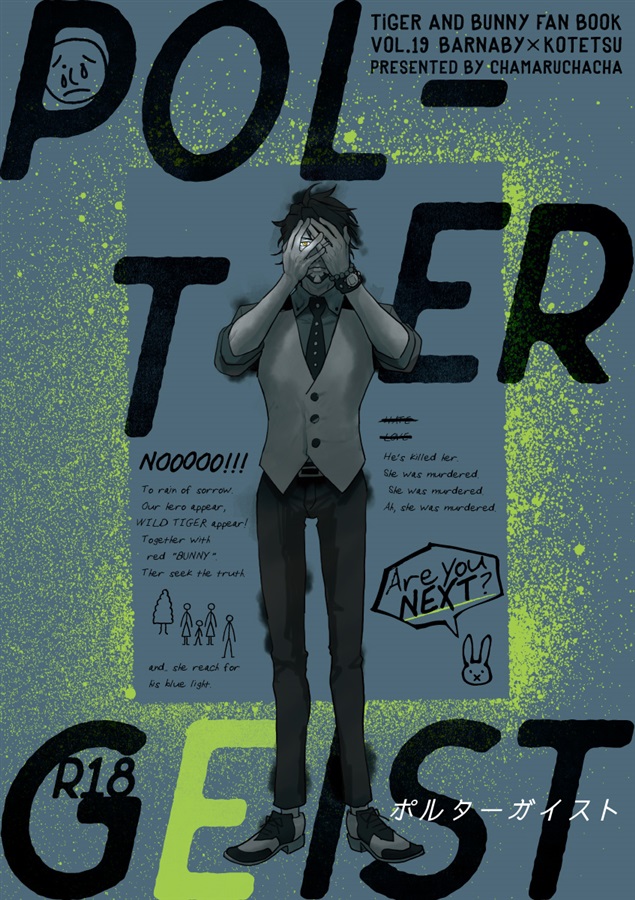 TiGER AND BUNNY FAN BOOK
VOL.19 BARNABY×KOTETSU
PRESENTED BY CHAMARUCHACHA
POL-
TER
WIFE
LOVE
NOOOOO!!!
He's killed her.
She was murdered.
She was murdered.
Ah, she was murdered.
To rain of sorrow.
Our hero appear,
WILD TIGER appear!
Together with
red "BUNNY".
Ther seek the truth
Are you
NEXT?
and.. she reach for
his blue light.
R18
ポルターガイスト
GEIST